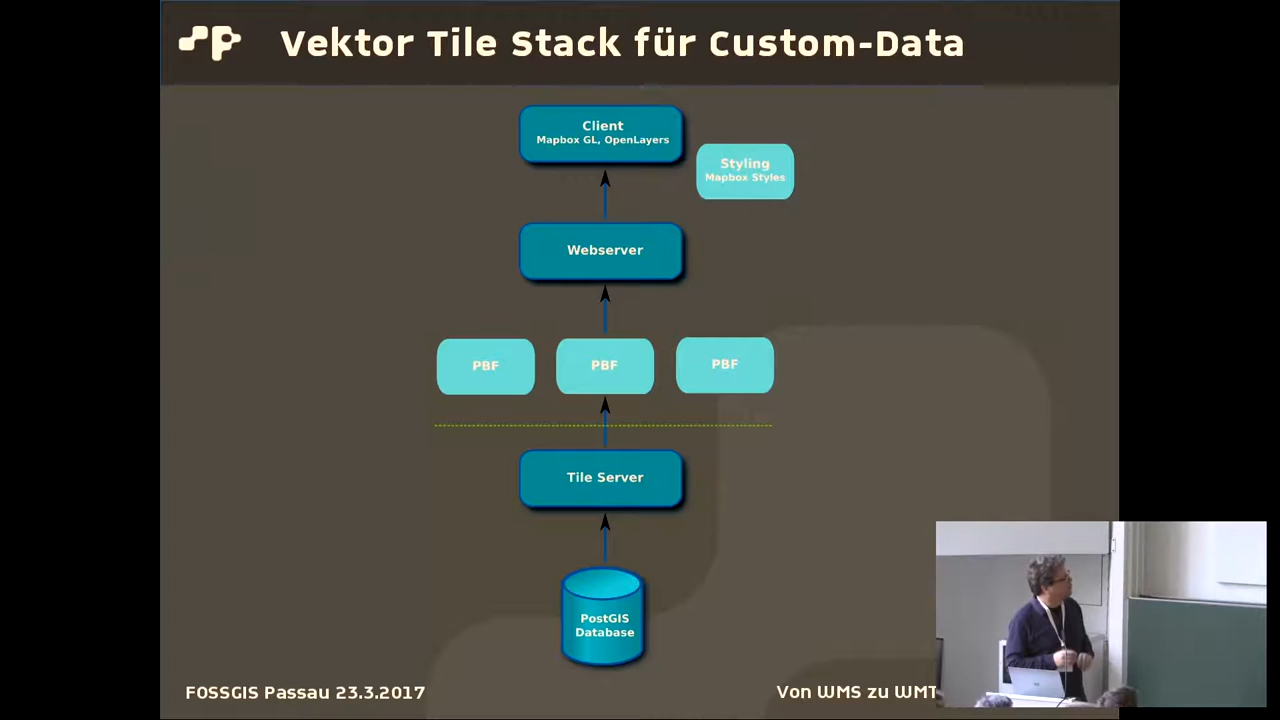 Vektor Tile Stack für Custom-Data
Client
Mapbox GL, OpenLayers
Styling
Mapbox Styles
Webserver
PBF
PBF
PBF
Tile Server
PostGIS
Database
FOSSGIS Passau 23.3.2017
Von WMS zu WMT